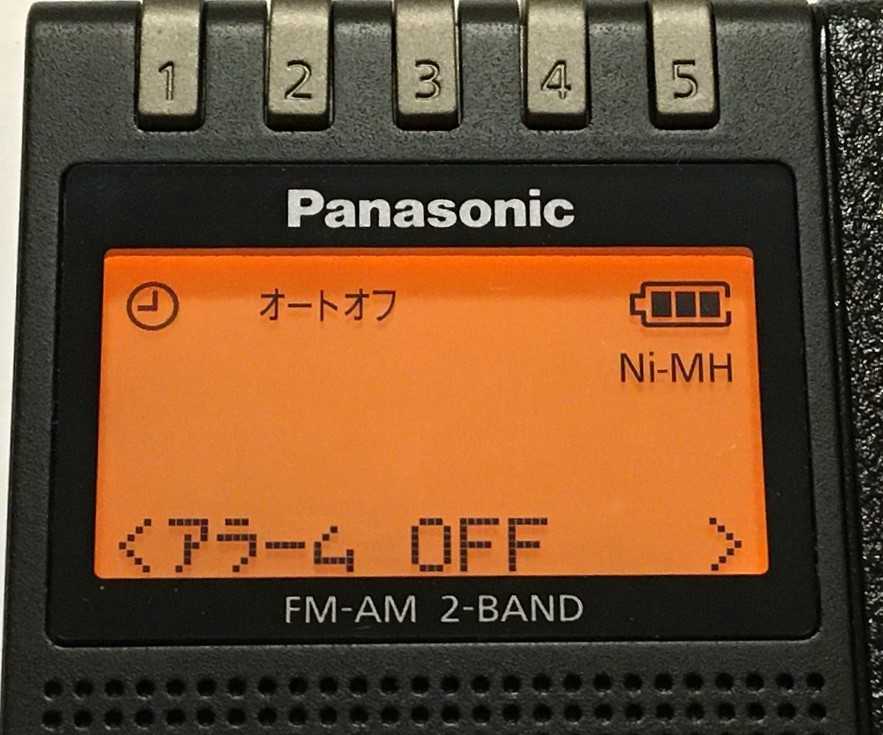 1 2 3 4 5
Panasonic
オートオフ
Ni-MH
<アラーム OFF >
FM-AM 2-BAND